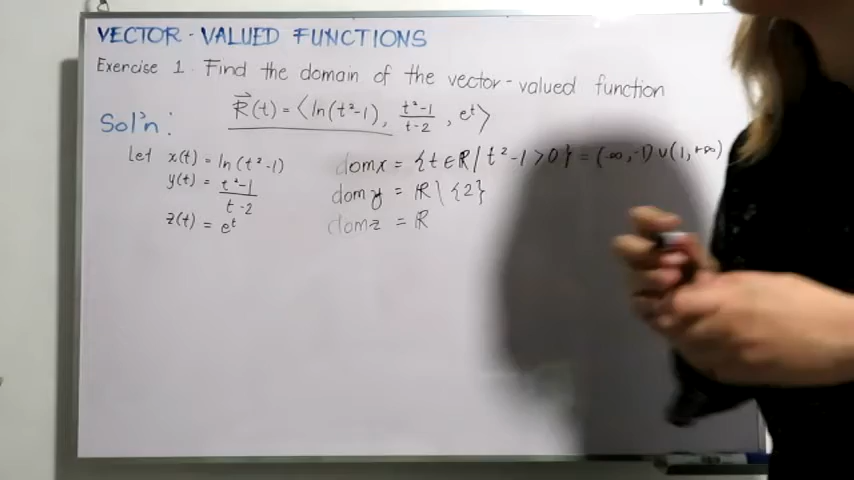 VECTOR-VALUED FUNCTIONS
Exercise 1. Find the domain of the vector-valued function
R⃗(t) = ⟨ln(t²-1), (t²-1)/(t-2), eᵗ⟩
Sol'n:
Let x(t) = ln(t²-1) dom x = {t ∈ ℝ / t²-1 > 0} = (-∞,-1) ∪ (1,+∞)
y(t) = (t²-1)/(t-2) dom y = ℝ \ {2}
z(t) = eᵗ dom z = ℝ